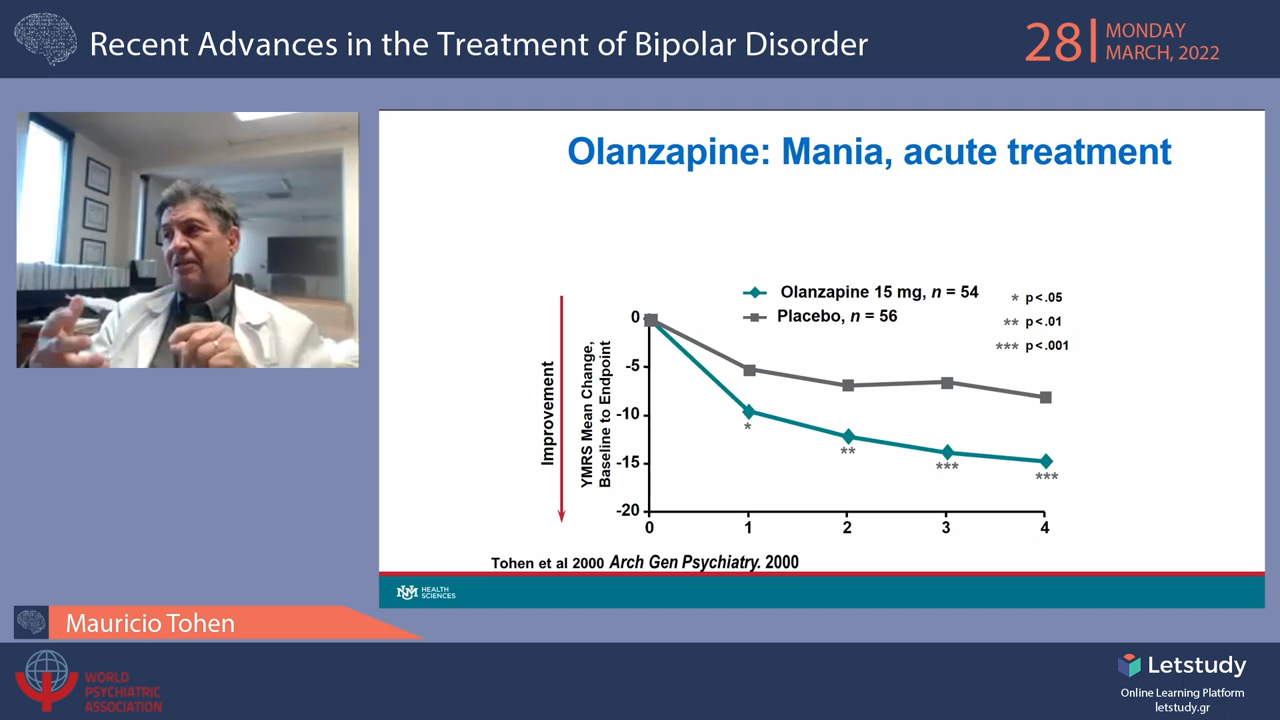 Recent Advances in the Treatment of Bipolar Disorder
28
MONDAY
MARCH, 2022
Olanzapine: Mania, acute treatment
Olanzapine 15 mg, n = 54
Placebo, n = 56
* p<.05
** p<.01
*** p<.001
Improvement
YMRS Mean Change,
Baseline to Endpoint
0
-5
-10
-15
-20
*
**
***
***
0 1 2 3 4
Tohen et al 2000 Arch Gen Psychiatry. 2000
UNM HEALTH
SCIENCES
Mauricio Tohen
WORLD
PSYCHIATRIC
ASSOCIATION
Letstudy
Online Learning Platform
letstudy.gr